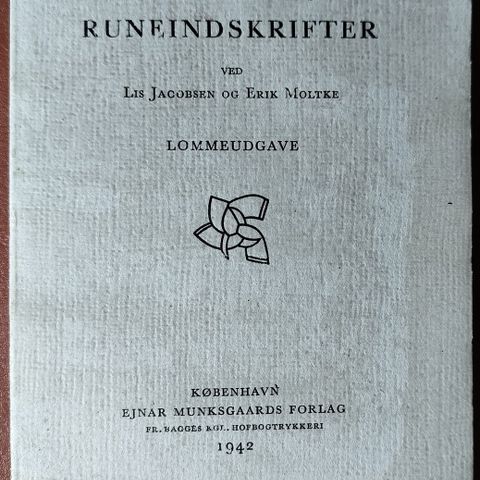 RUNEINDSKRIFTER
VED
LIS JACOBSEN OG ERIK MOLTKE
LOMMEUDGAVE
KØBENHAVN
EJNAR MUNKSGAARDS FORLAG
FR. BAGGES KGL. HOFBOGTRYKKERI
1942